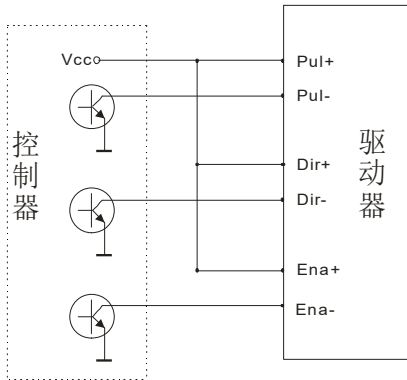 Vcc
Pul+
Pul-
控制器
驱动器
Dir+
Dir-
Ena+
Ena-